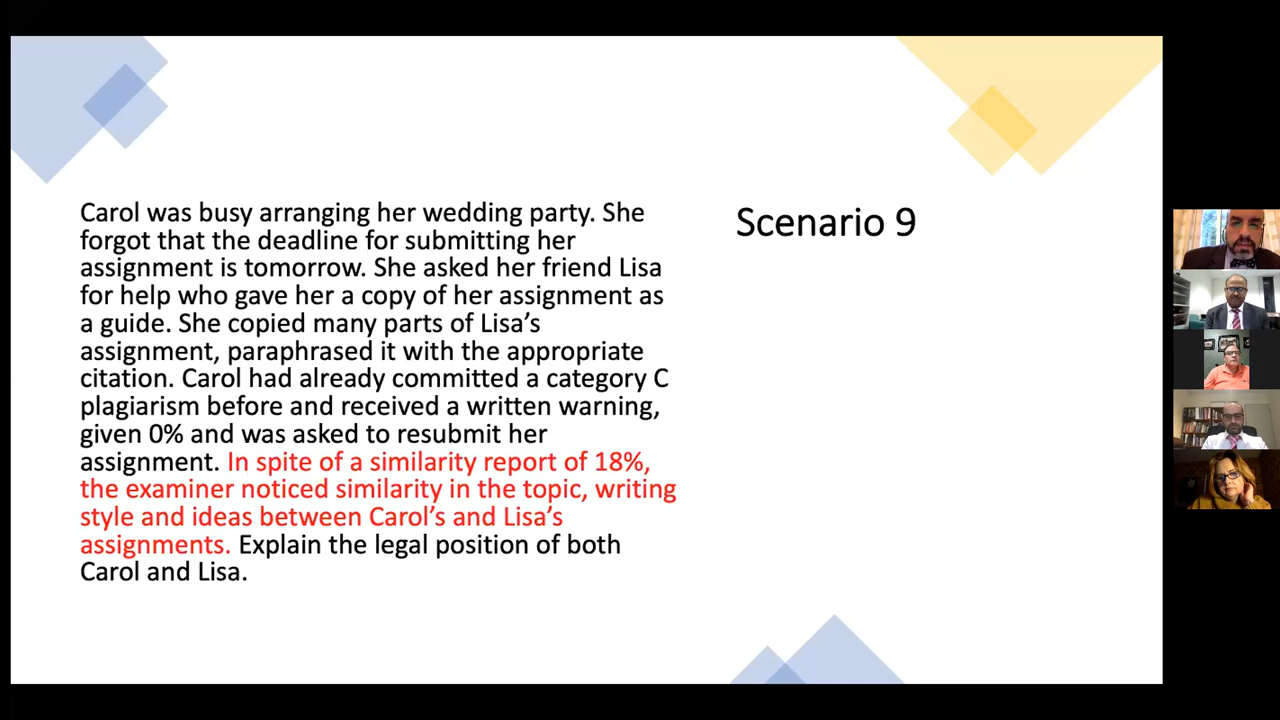 Carol was busy arranging her wedding party. She
forgot that the deadline for submitting her
assignment is tomorrow. She asked her friend Lisa
for help who gave her a copy of her assignment as
a guide. She copied many parts of Lisa's
assignment, paraphrased it with the appropriate
citation. Carol had already committed a category C
plagiarism before and received a written warning,
given 0% and was asked to resubmit her
assignment. In spite of a similarity report of 18%,
the examiner noticed similarity in the topic, writing
style and ideas between Carol's and Lisa's
assignments. Explain the legal position of both
Carol and Lisa.
Scenario 9